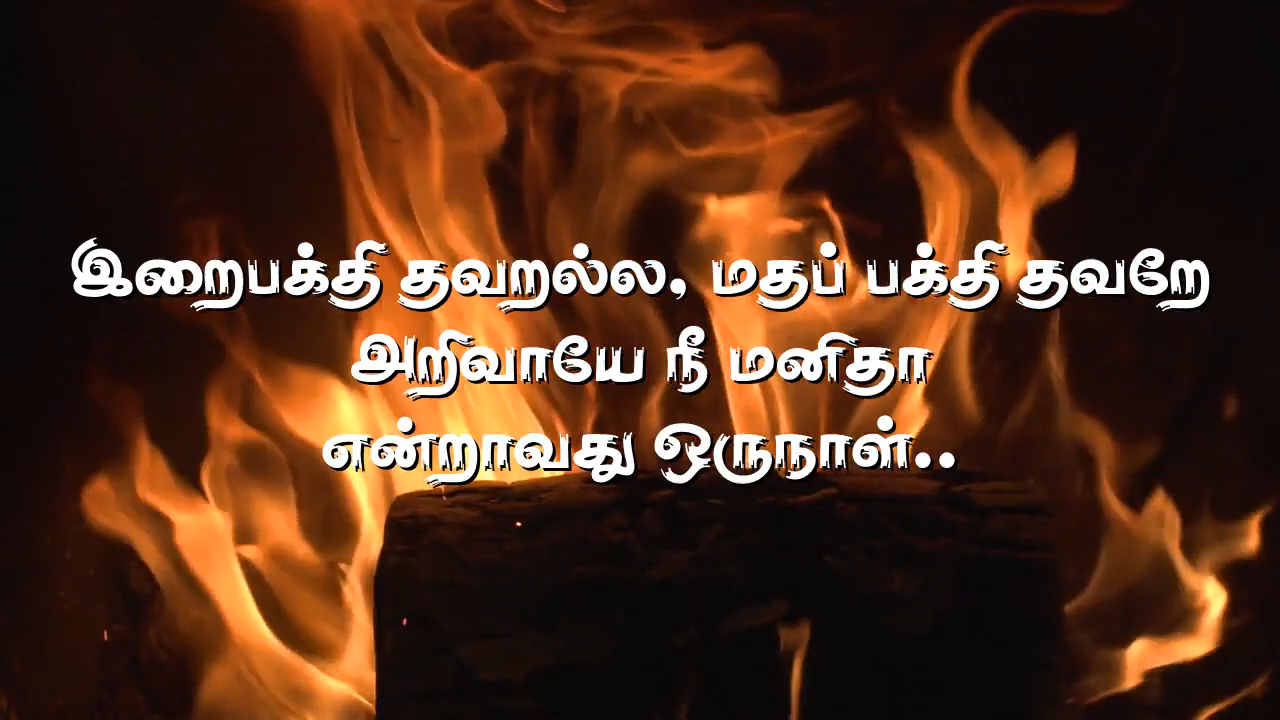 இறைபக்தி தவறல்ல, மதப் பக்தி தவறே
அறிவாயே நீ மனிதா
என்றாவது ஒருநாள்..